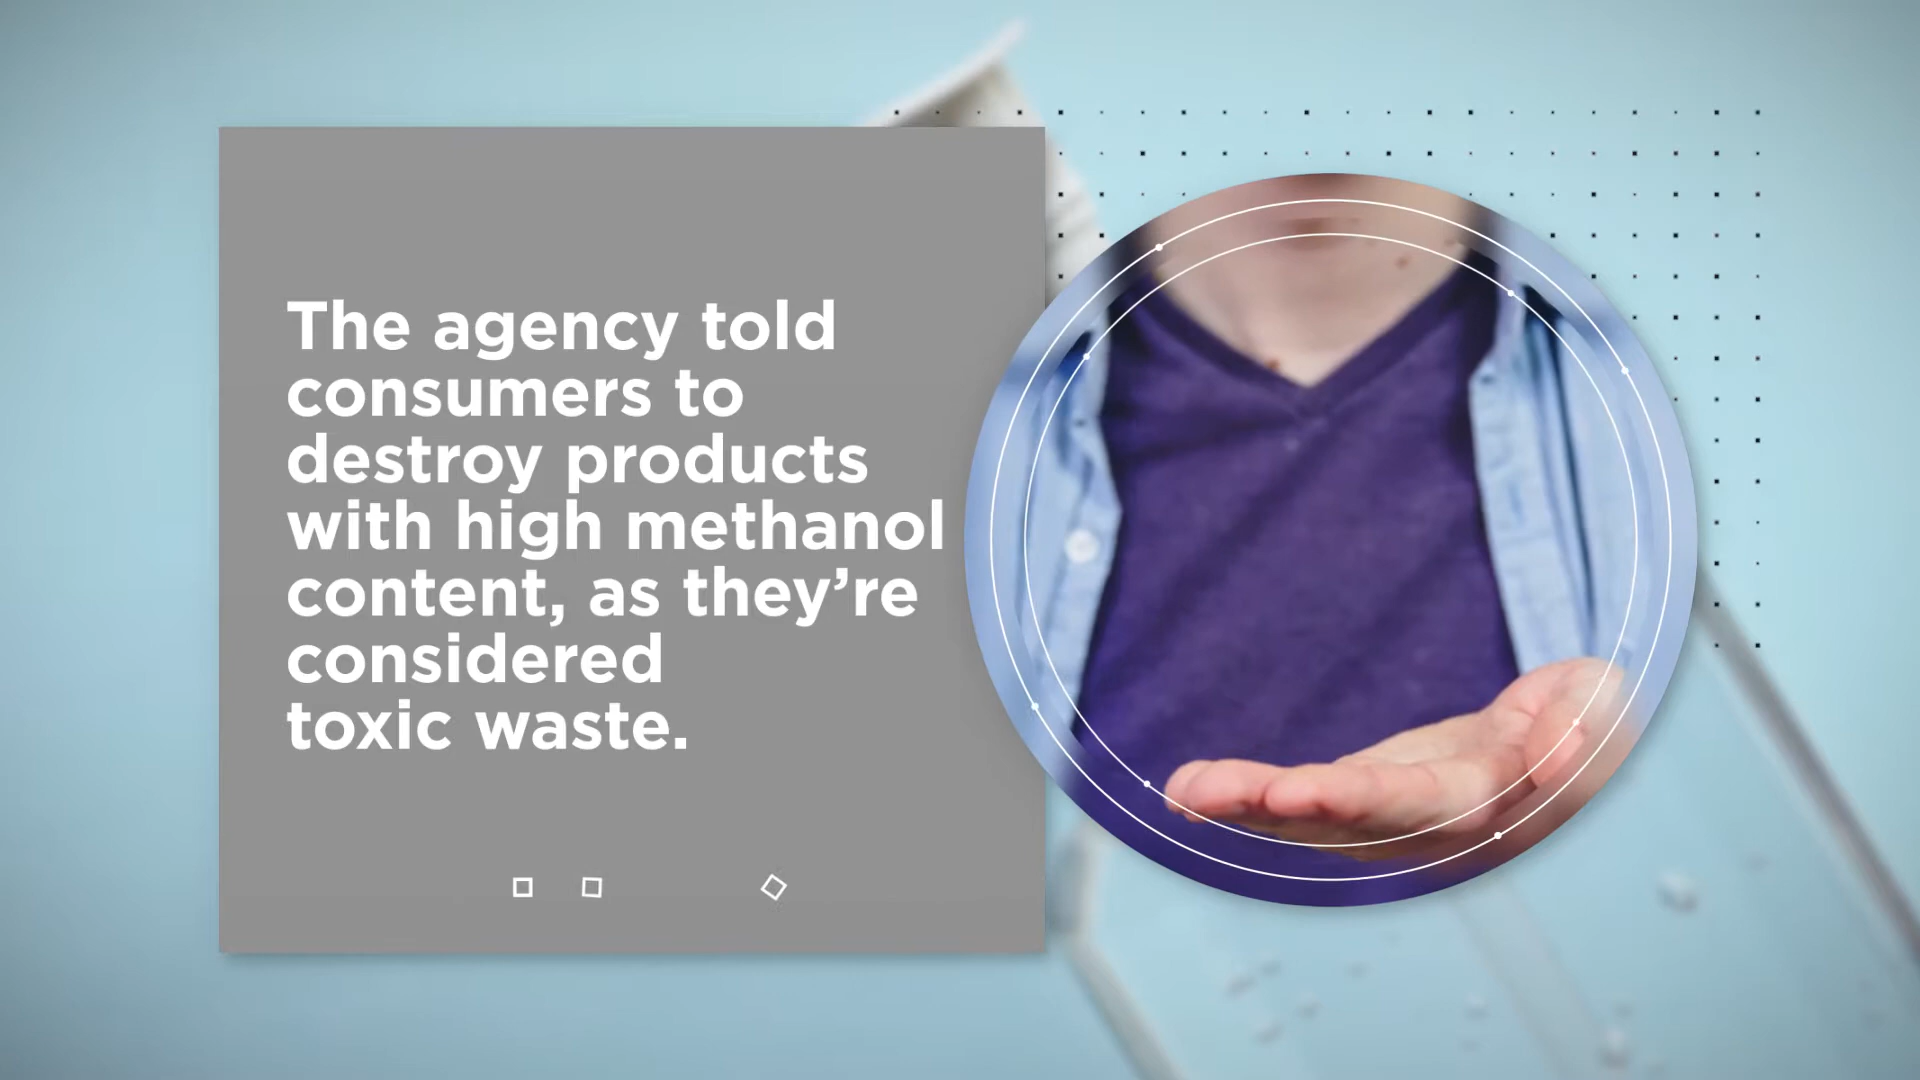 The agency told
consumers to
destroy products
with high methanol
content, as they’re
considered
toxic waste.